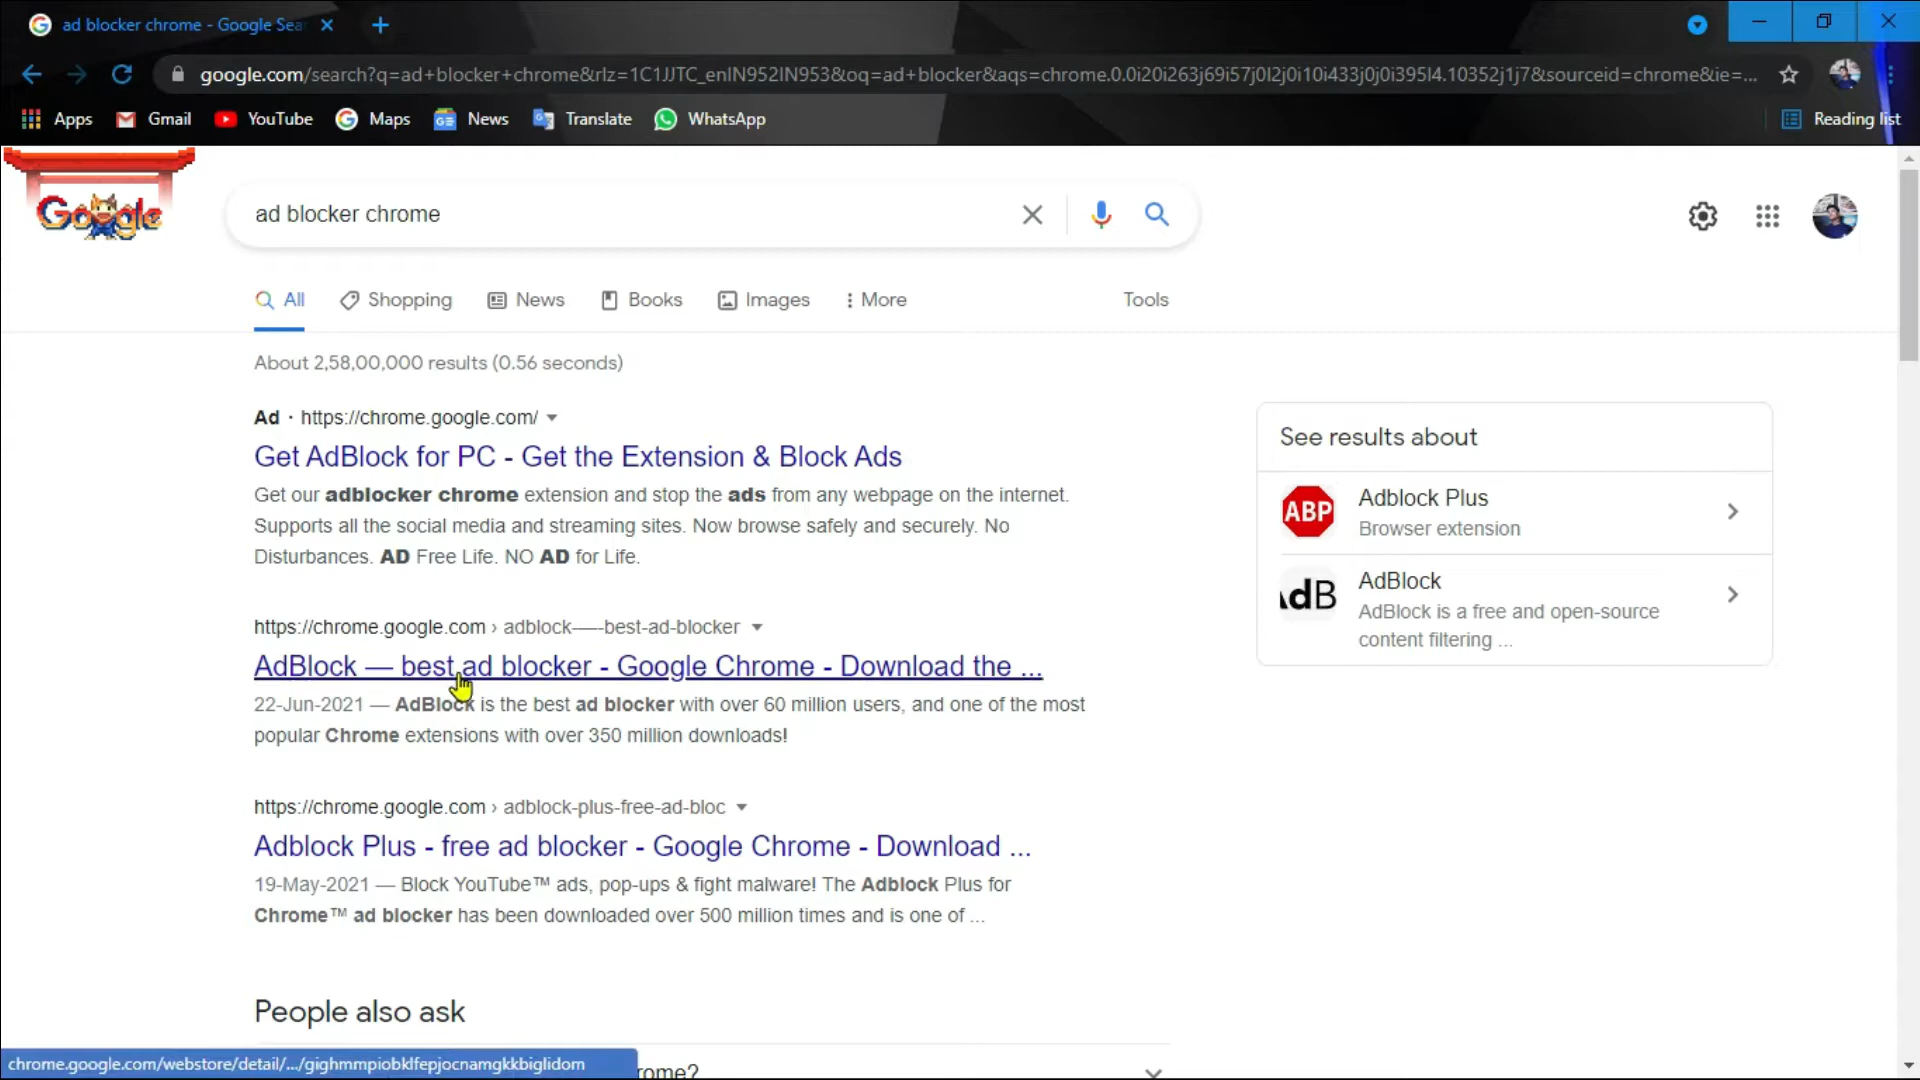 ad blocker chrome - Google Sea
google.com/search?q=ad+blocker+chrome&rlz=1C1JJTC_enIN952IN953&oq=ad+blocker&aqs=chrome.0.0i20i263j69i57j0l2j0i10i433j0j0i395l4.10352j1j7&sourceid=chrome&ie=...
Apps Gmail YouTube Maps News Translate WhatsApp Reading list
Google
ad blocker chrome
All Shopping News Books Images More Tools
About 2,58,00,000 results (0.56 seconds)
Ad · https://chrome.google.com/
Get AdBlock for PC - Get the Extension & Block Ads
Get our adblocker chrome extension and stop the ads from any webpage on the internet.
Supports all the social media and streaming sites. Now browse safely and securely. No
Disturbances. AD Free Life. NO AD for Life.
https://chrome.google.com › adblock-—-best-ad-blocker
AdBlock — best ad blocker - Google Chrome - Download the ...
22-Jun-2021 — AdBlock is the best ad blocker with over 60 million users, and one of the most
popular Chrome extensions with over 350 million downloads!
https://chrome.google.com › adblock-plus-free-ad-bloc
Adblock Plus - free ad blocker - Google Chrome - Download ...
19-May-2021 — Block YouTube™ ads, pop-ups & fight malware! The Adblock Plus for
Chrome™ ad blocker has been downloaded over 500 million times and is one of ...
People also ask
rome?
See results about
ABP
Adblock Plus
Browser extension
AdB
AdBlock
AdBlock is a free and open-source
content filtering ...
chrome.google.com/webstore/detail/.../gighmmpiobklfepjocnamgkkbiglidom